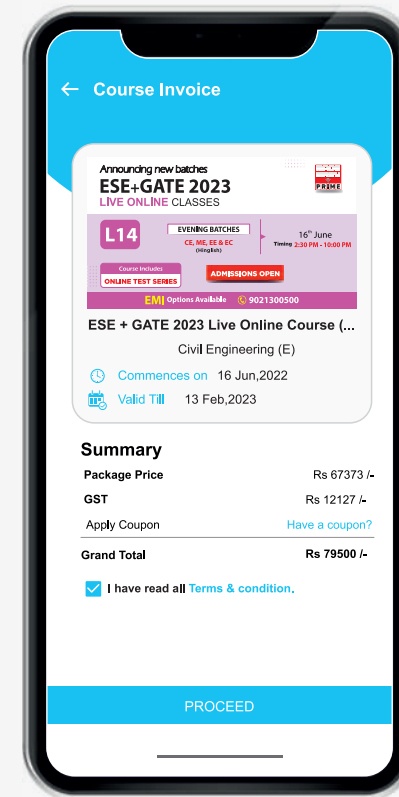 Course Invoice
Announcing new batches
ESE+GATE 2023
LIVE ONLINE CLASSES
PRIME
L14
EVENING BATCHES
CE, ME, EE & EC
(Hinglish)
16th June
Timing 2:30 PM - 10:00 PM
Course Includes
ONLINE TEST SERIES
ADMISSIONS OPEN
EMI Options Available 9021300500
ESE + GATE 2023 Live Online Course (...
Civil Engineering (E)
Commences on 16 Jun,2022
Valid Till 13 Feb,2023
Summary
Package Price Rs 67373 /-
GST Rs 12127 /-
Apply Coupon Have a coupon?
Grand Total Rs 79500 /-
I have read all Terms & condition.
PROCEED